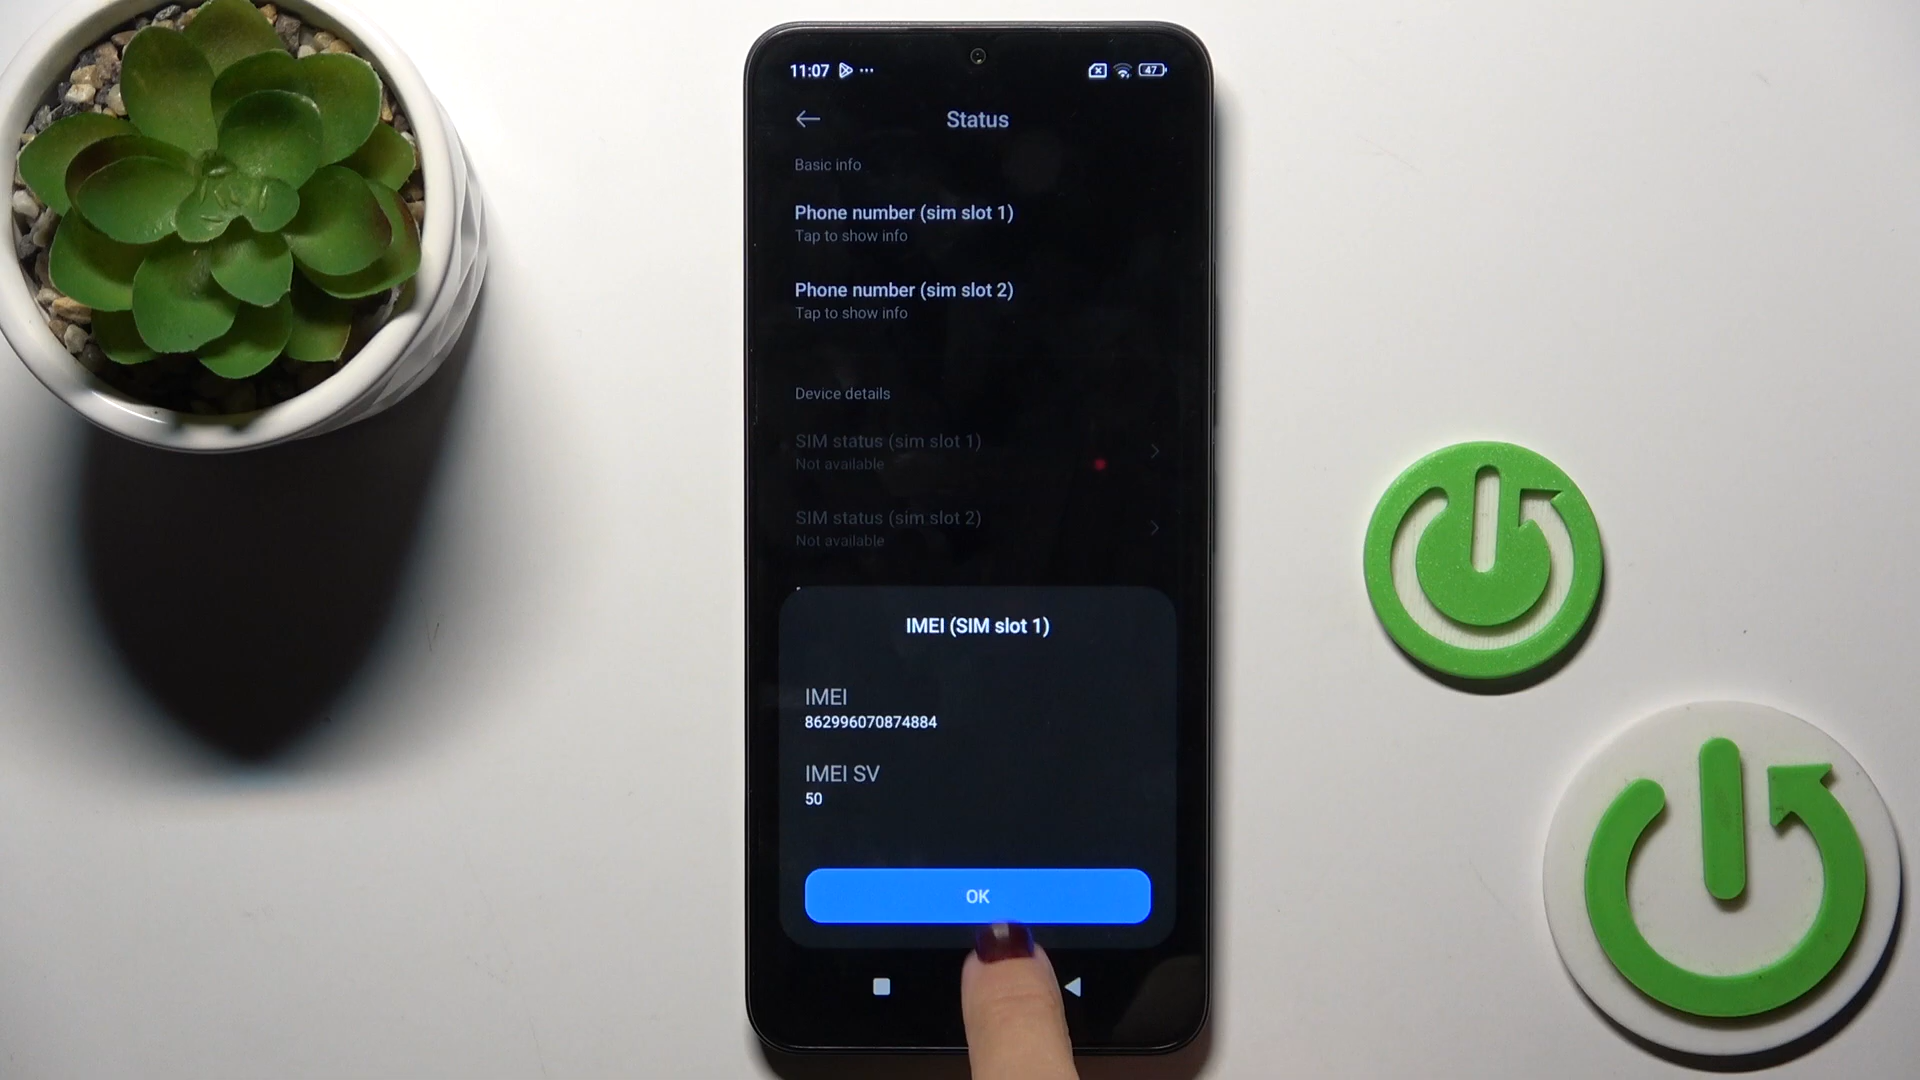 11:07
47
Status
Basic info
Phone number (sim slot 1)
Tap to show info
Phone number (sim slot 2)
Tap to show info
Device details
SIM status (sim slot 1)
Not available
SIM status (sim slot 2)
Not available
IMEI (SIM slot 1)
IMEI
862996070874884
IMEI SV
50
OK